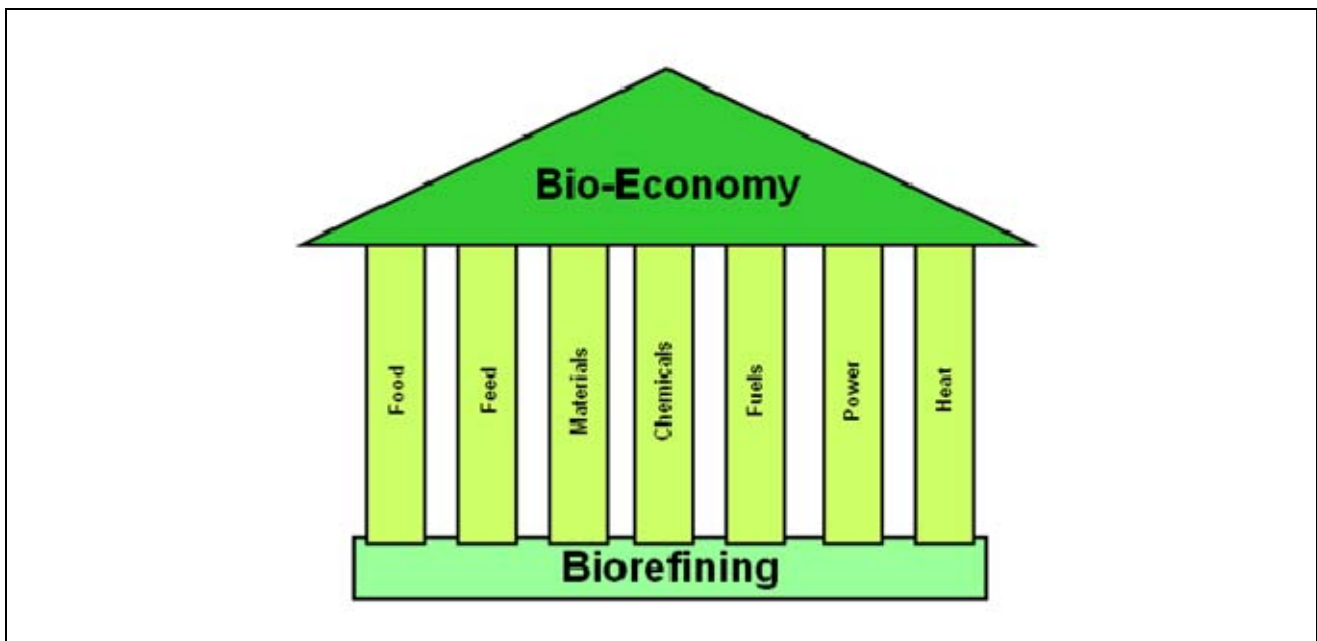 Bio-Economy
Food
Feed
Materials
Chemicals
Fuels
Power
Heat
Biorefining